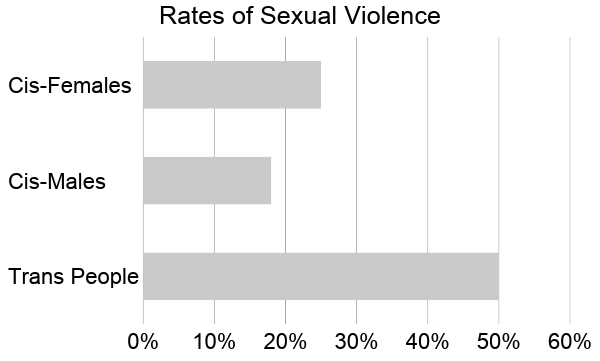 Rates of Sexual Violence
Cis-Females
Cis-Males
Trans People
0% 10% 20% 30% 40% 50% 60%